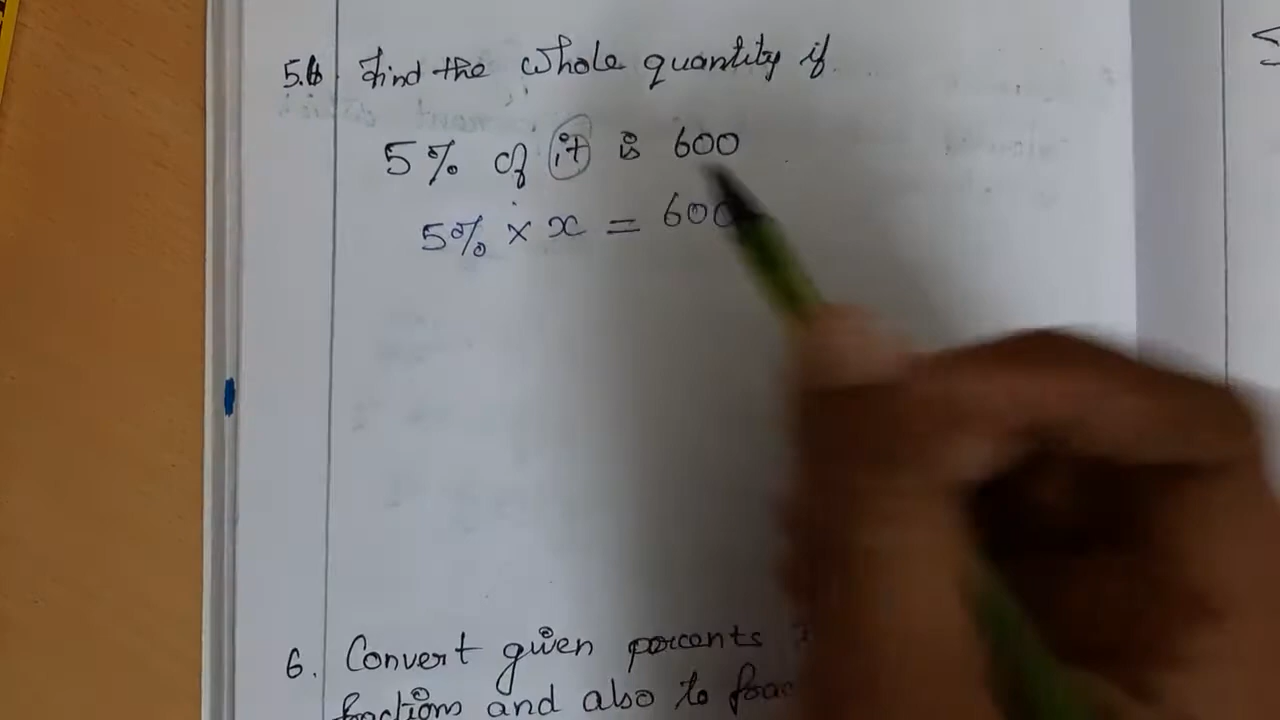 5.6 Find the whole quantity if
5% of it is 600
5% × x = 600
6. Convert given percents
fractions and also to